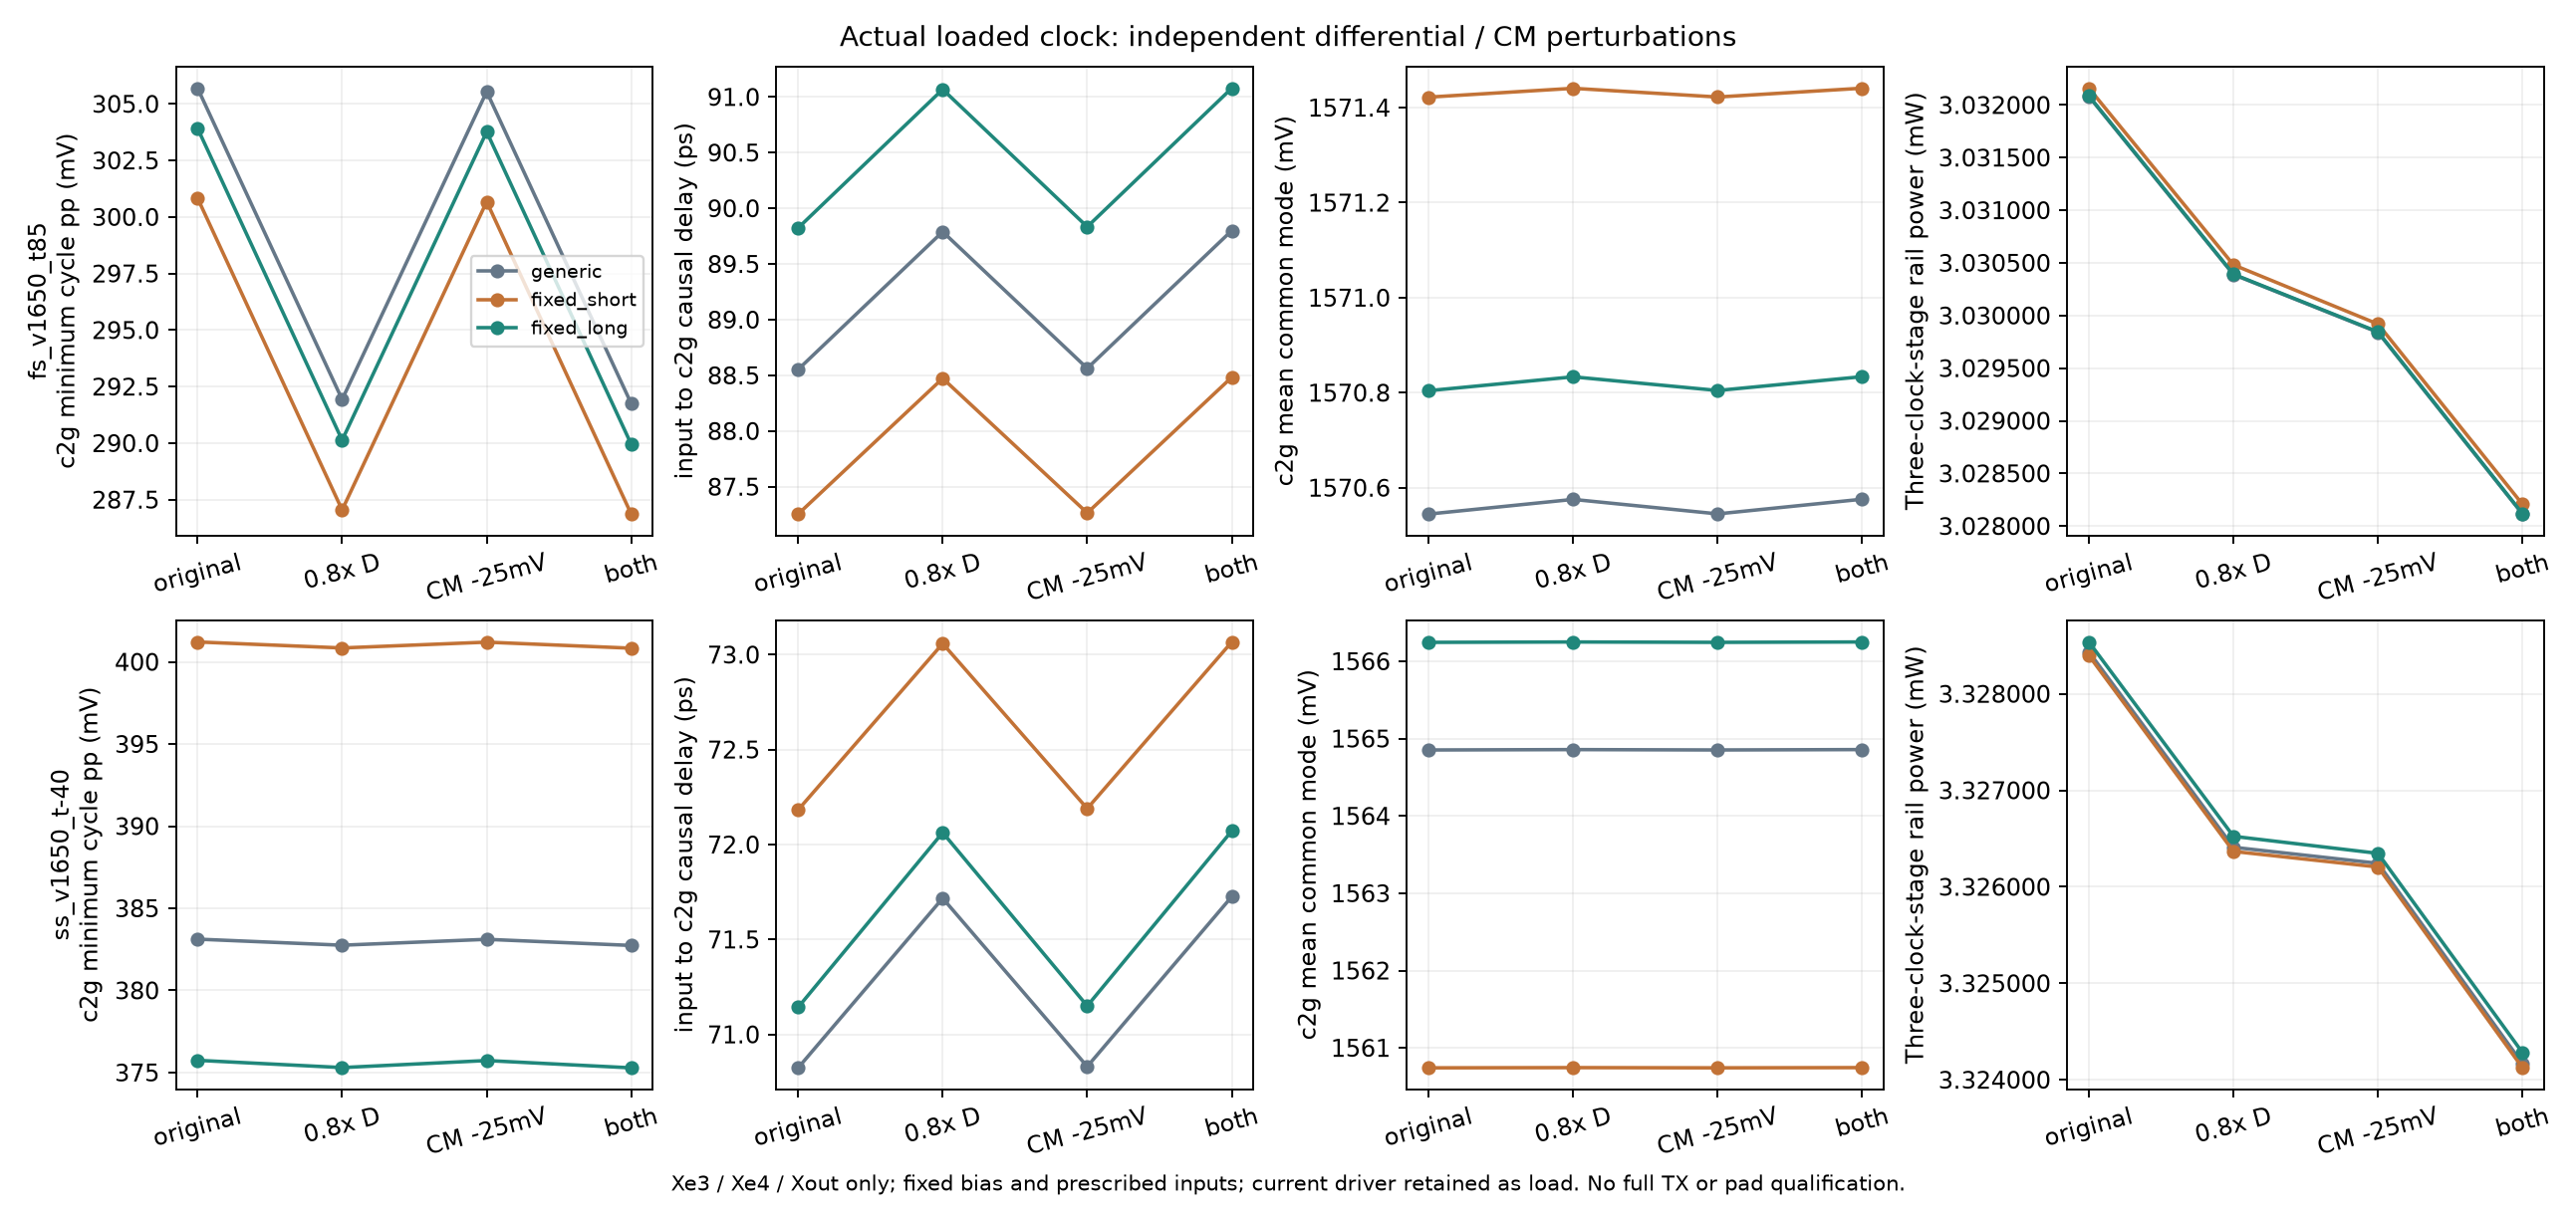 Actual loaded clock: independent differential / CM perturbations
fs_v1650_t85
c2g minimum cycle pp (mV)
305.0
302.5
300.0
297.5
295.0
292.5
290.0
287.5
original
0.8x D
CM -25mV
both
generic
fixed_short
fixed_long
input to c2g causal delay (ps)
91.0
90.5
90.0
89.5
89.0
88.5
88.0
87.5
original
0.8x D
CM -25mV
both
c2g mean common mode (mV)
1571.4
1571.2
1571.0
1570.8
1570.6
original
0.8x D
CM -25mV
both
Three-clock-stage rail power (mW)
3.032000
3.031500
3.031000
3.030500
3.030000
3.029500
3.029000
3.028500
3.028000
original
0.8x D
CM -25mV
both
ss_v1650_t-40
c2g minimum cycle pp (mV)
400
395
390
385
380
375
original
0.8x D
CM -25mV
both
input to c2g causal delay (ps)
73.0
72.5
72.0
71.5
71.0
original
0.8x D
CM -25mV
both
c2g mean common mode (mV)
1566
1565
1564
1563
1562
1561
original
0.8x D
CM -25mV
both
Three-clock-stage rail power (mW)
3.328000
3.327000
3.326000
3.325000
3.324000
original
0.8x D
CM -25mV
both
Xe3 / Xe4 / Xout only; fixed bias and prescribed inputs; current driver retained as load. No full TX or pad qualification.